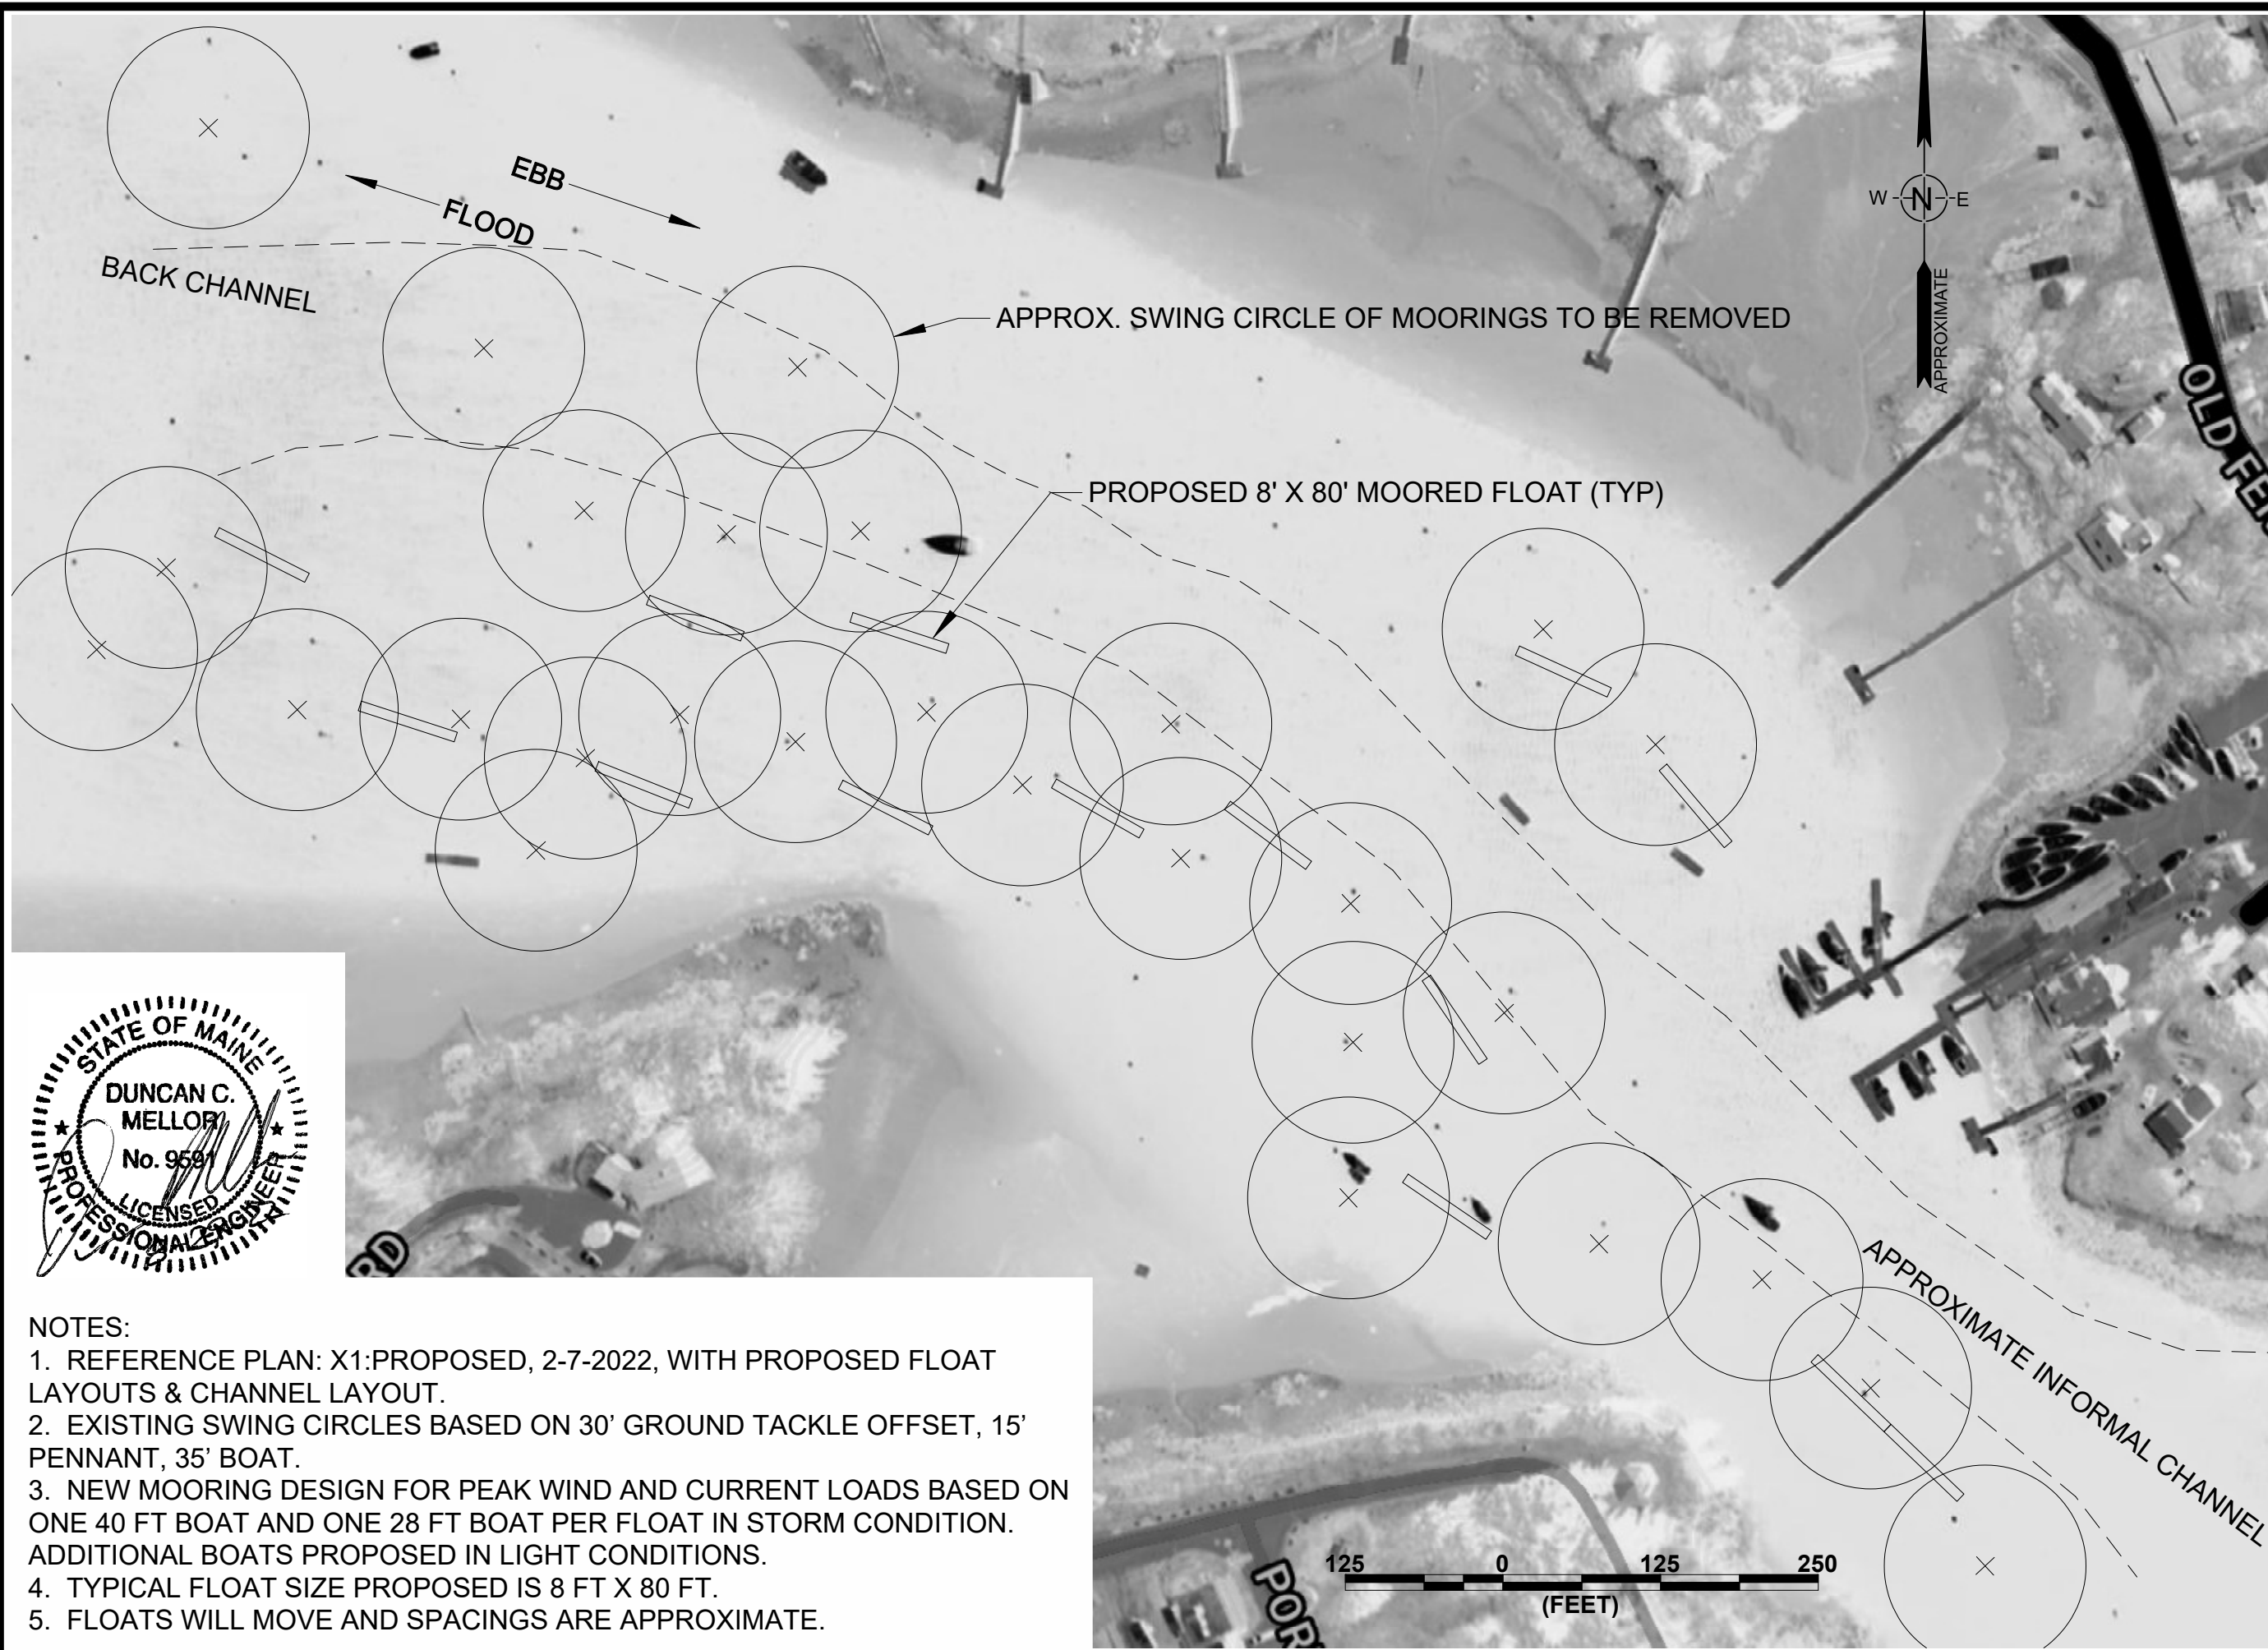 EBB
FLOOD
BACK CHANNEL
APPROX. SWING CIRCLE OF MOORINGS TO BE REMOVED
W N E
APPROXIMATE
PROPOSED 8' X 80' MOORED FLOAT (TYP)
OLD
STATE OF MAINE
DUNCAN C.
MELLOR
No. 9591
LICENSED
PROFESSIONAL ENGINEER
RD
APPROXIMATE INFORMAL CHANNEL
NOTES:
1. REFERENCE PLAN: X1:PROPOSED, 2-7-2022, WITH PROPOSED FLOAT
LAYOUTS & CHANNEL LAYOUT.
2. EXISTING SWING CIRCLES BASED ON 30’ GROUND TACKLE OFFSET, 15’
PENNANT, 35’ BOAT.
3. NEW MOORING DESIGN FOR PEAK WIND AND CURRENT LOADS BASED ON
ONE 40 FT BOAT AND ONE 28 FT BOAT PER FLOAT IN STORM CONDITION.
ADDITIONAL BOATS PROPOSED IN LIGHT CONDITIONS.
4. TYPICAL FLOAT SIZE PROPOSED IS 8 FT X 80 FT.
5. FLOATS WILL MOVE AND SPACINGS ARE APPROXIMATE.
125 0 125 250
(FEET)
POR